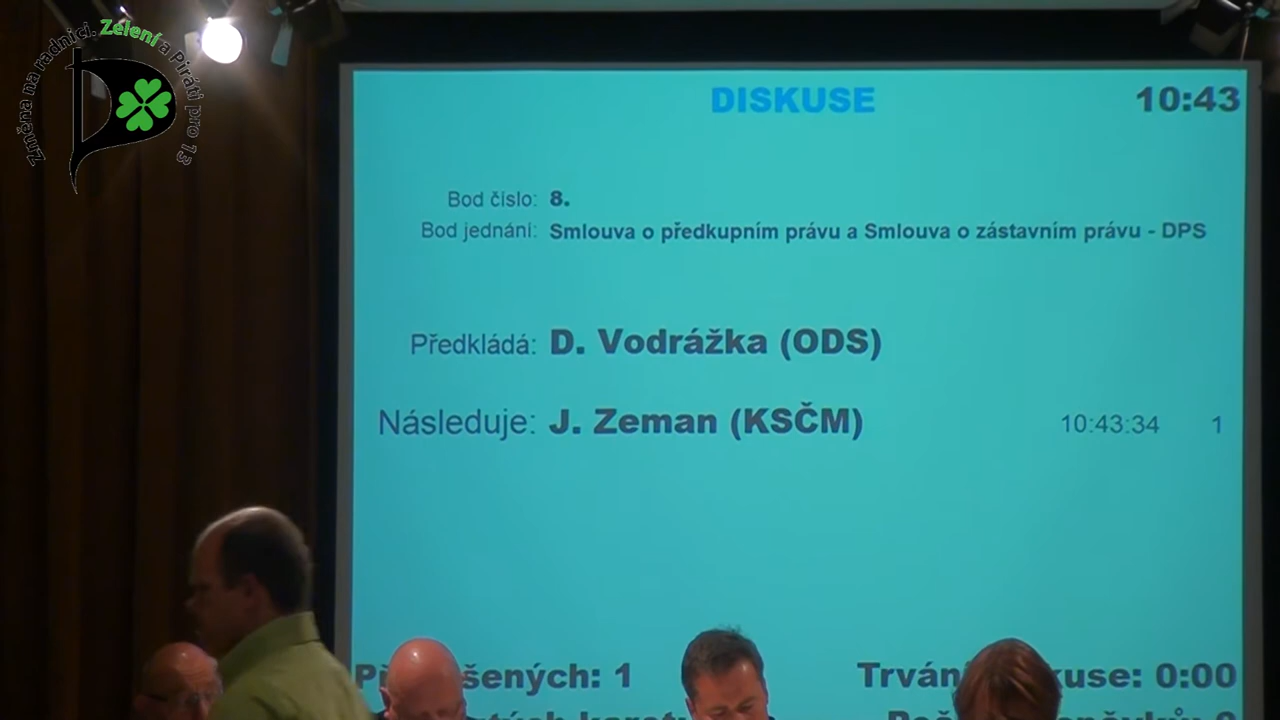 Změna na radnici. Zelení a Piráti pro 13
DISKUSE 10:43
Bod číslo: 8.
Bod jednání: Smlouva o předkupním právu a Smlouva o zástavním právu - DPS
Předkládá: D. Vodrážka (ODS)
Následuje: J. Zeman (KSČM) 10:43:34 1
1
0:00